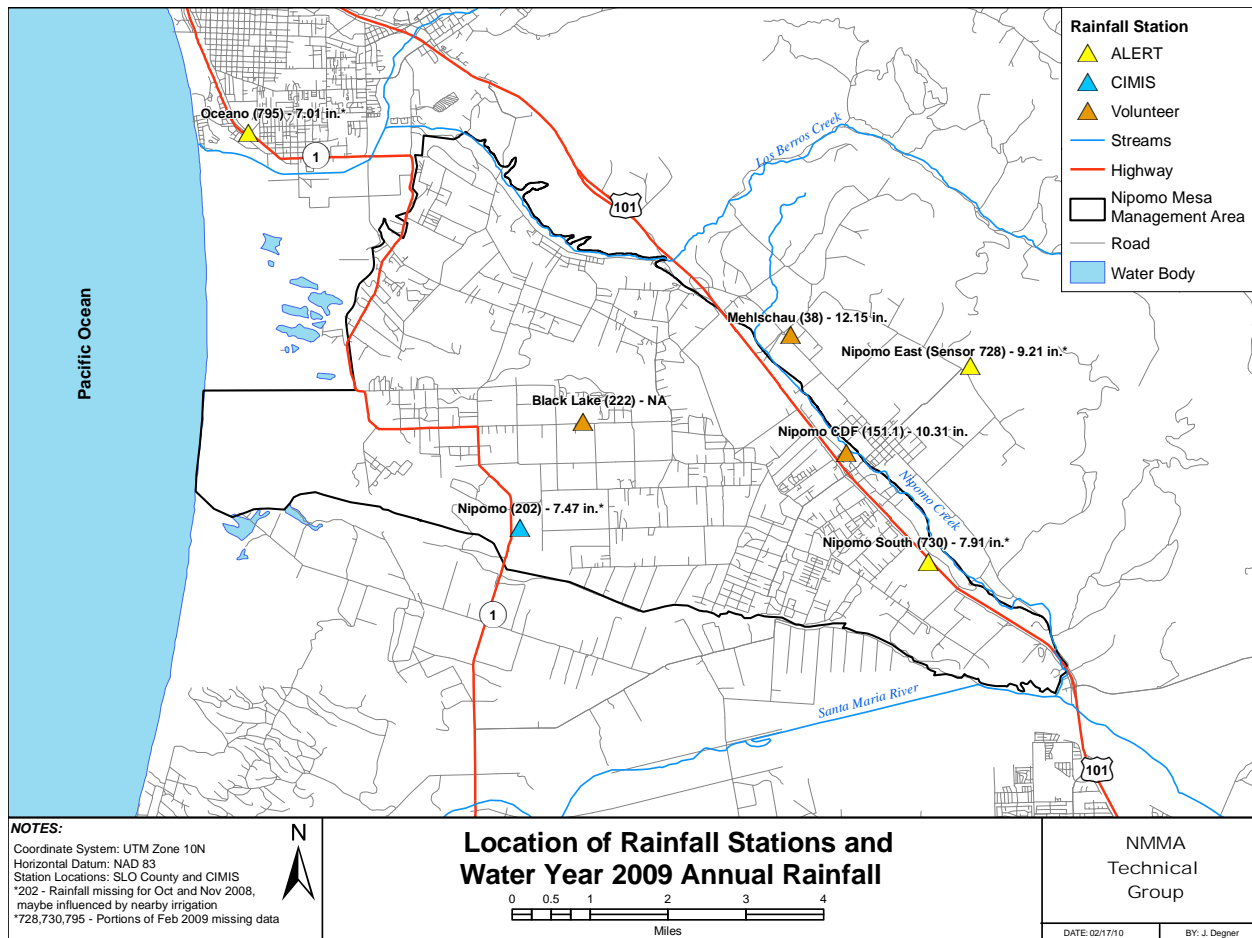 Oceano (795) - 7.01 in.*
1
101
Los Berros Creek
Rainfall Station
ALERT
CIMIS
Volunteer
Streams
Highway
Nipomo Mesa
Management Area
Road
Water Body
Pacific Ocean
Mehlschau (38) - 12.15 in.
Nipomo East (Sensor 728) - 9.21 in.*
Black Lake (222) - NA
Nipomo CDF (151.1) - 10.31 in.
Nipomo Creek
Nipomo (202) - 7.47 in.*
Nipomo South (730) - 7.91 in.*
1
Santa Maria River
101
NOTES:
Coordinate System: UTM Zone 10N
Horizontal Datum: NAD 83
Station Locations: SLO County and CIMIS
*202 - Rainfall missing for Oct and Nov 2008,
maybe influenced by nearby irrigation
*728,730,795 - Portions of Feb 2009 missing data
N
Location of Rainfall Stations and
Water Year 2009 Annual Rainfall
0 0.5 1 2 3 4
Miles
NMMA
Technical
Group
DATE: 02/17/10
BY: J. Degner